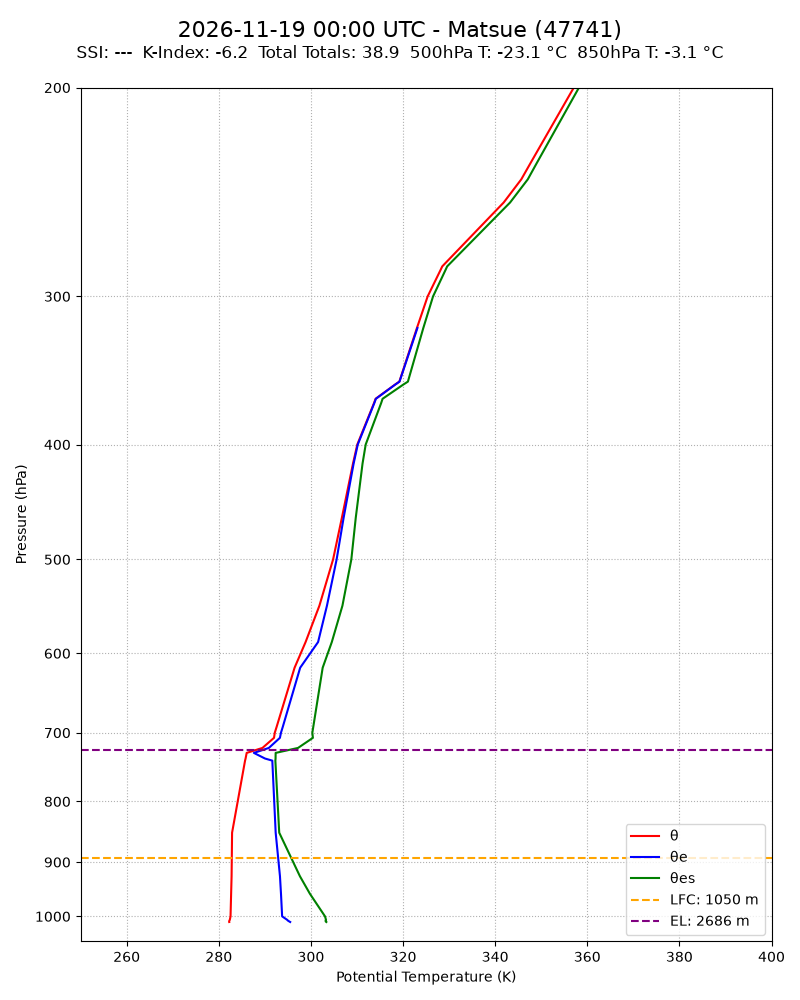 2026-11-19 00:00 UTC - Matsue (47741)
SSI: ---  K-Index: -6.2  Total Totals: 38.9  500hPa T: -23.1 °C  850hPa T: -3.1 °C
200
300
400
500
600
700
800
900
1000
Pressure (hPa)
θ
θe
θes
LFC: 1050 m
EL: 2686 m
260 280 300 320 340 360 380 400
Potential Temperature (K)